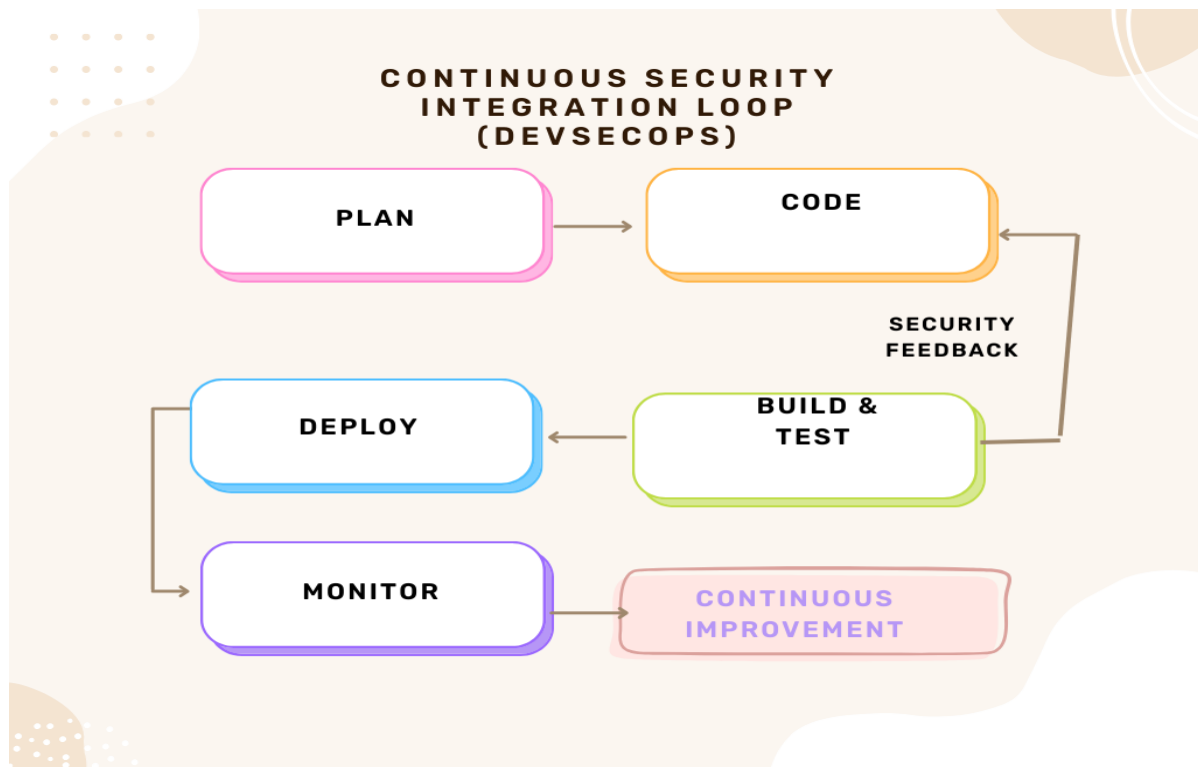 CONTINUOUS SECURITY
INTEGRATION LOOP
(DEVSECOPS)
PLAN
CODE
SECURITY
FEEDBACK
DEPLOY
BUILD &
TEST
MONITOR
CONTINUOUS
IMPROVEMENT